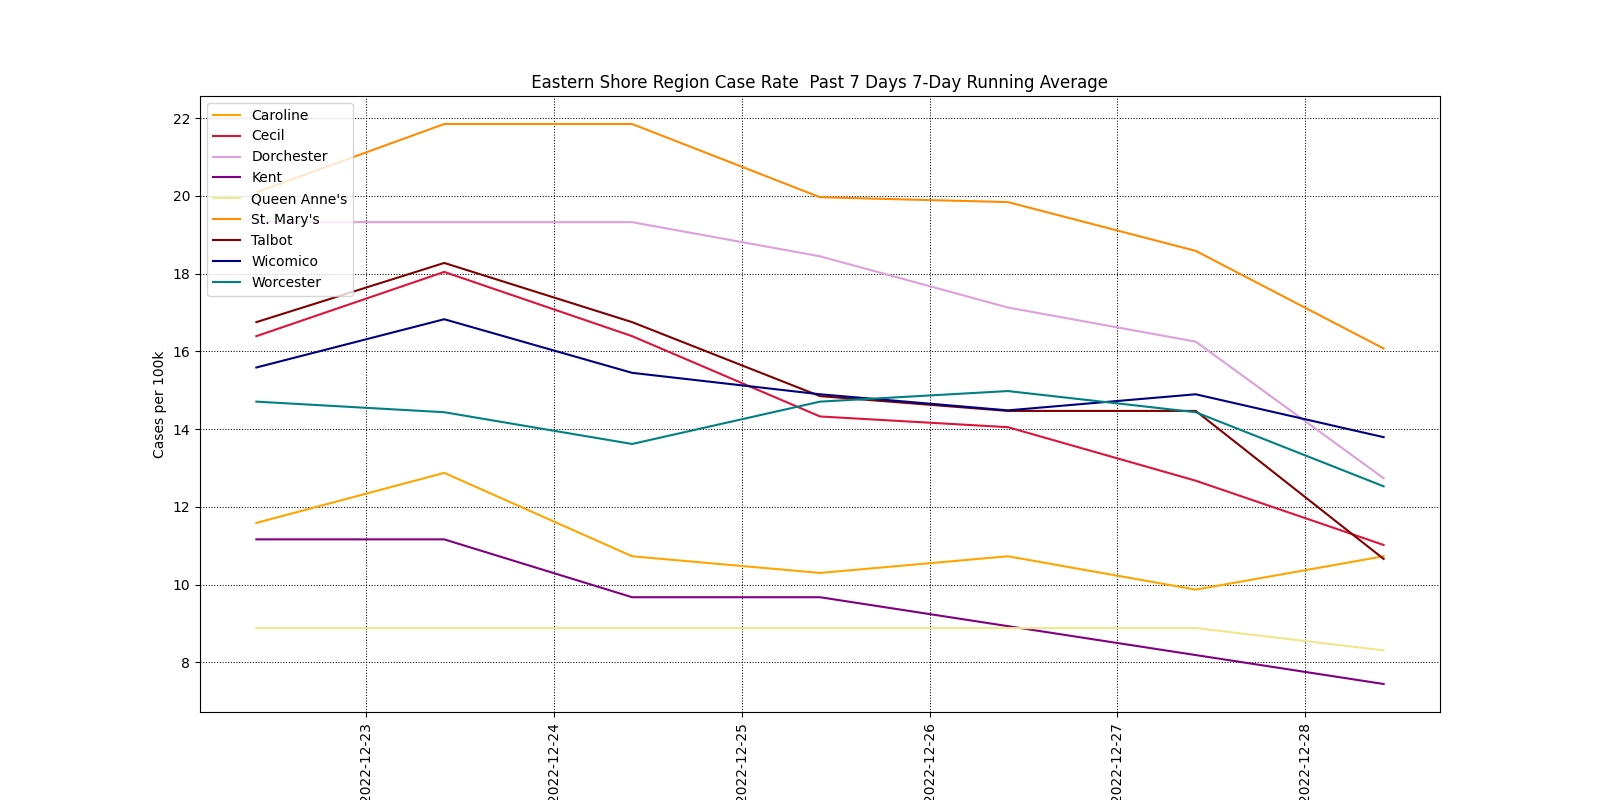 Eastern Shore Region Case Rate  Past 7 Days 7-Day Running Average
Caroline
Cecil
Dorchester
Kent
Queen Anne's
St. Mary's
Talbot
Wicomico
Worcester
Cases per 100k
22
20
18
16
14
12
10
8
2022-12-23
2022-12-24
2022-12-25
2022-12-26
2022-12-27
2022-12-28